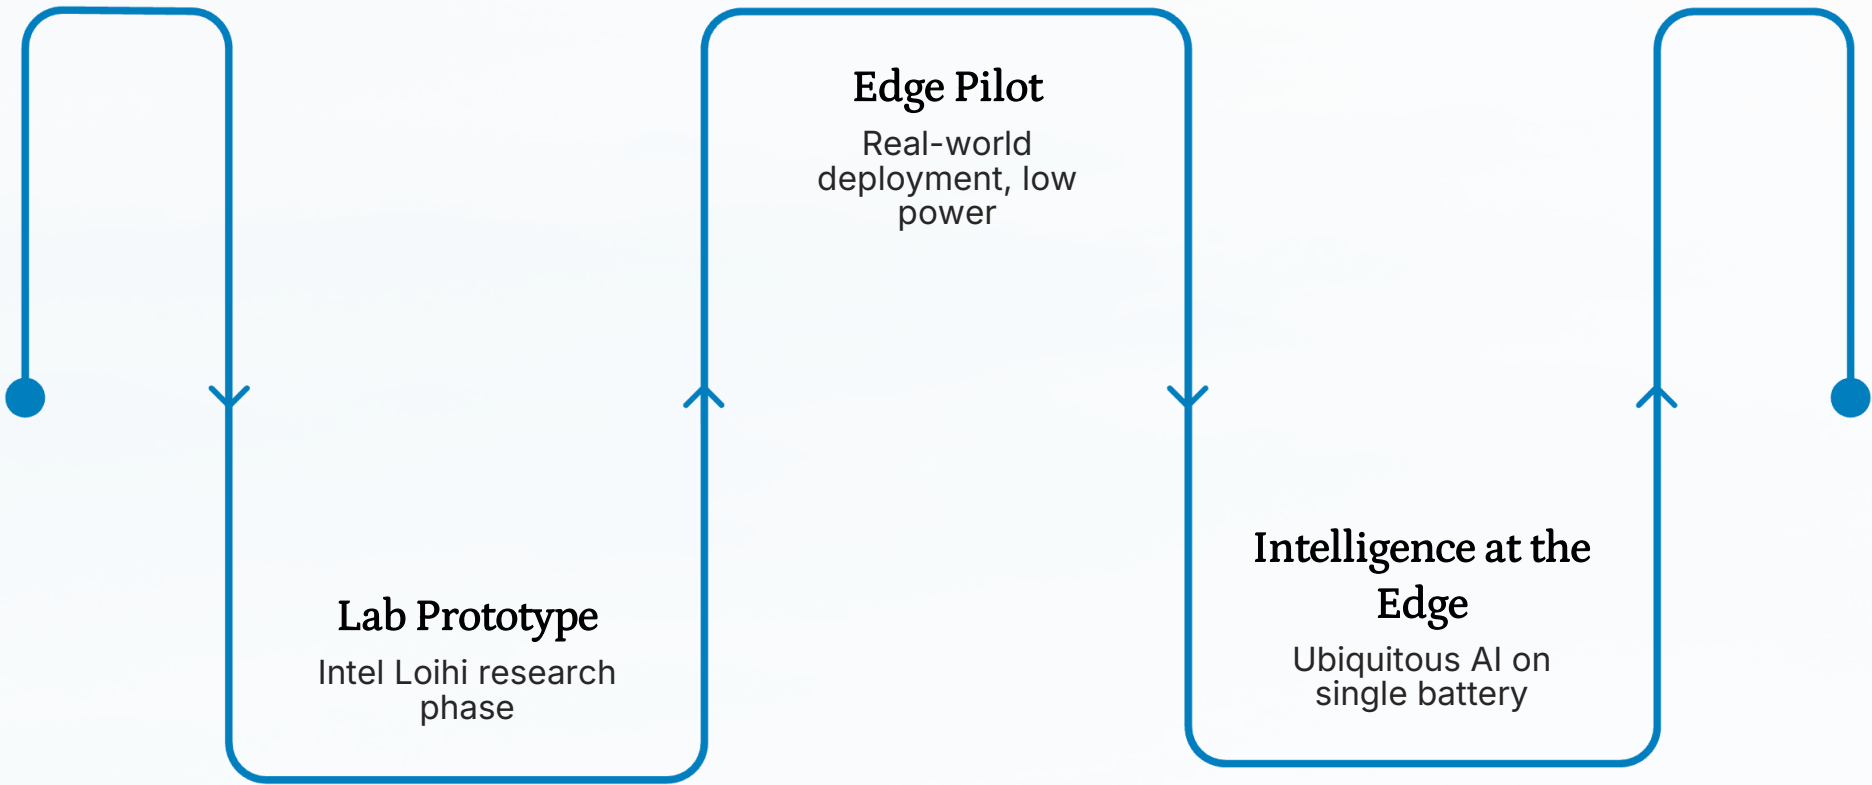 Lab Prototype
Intel Loihi research
phase
Edge Pilot
Real-world
deployment, low
power
Intelligence at the
Edge
Ubiquitous AI on
single battery